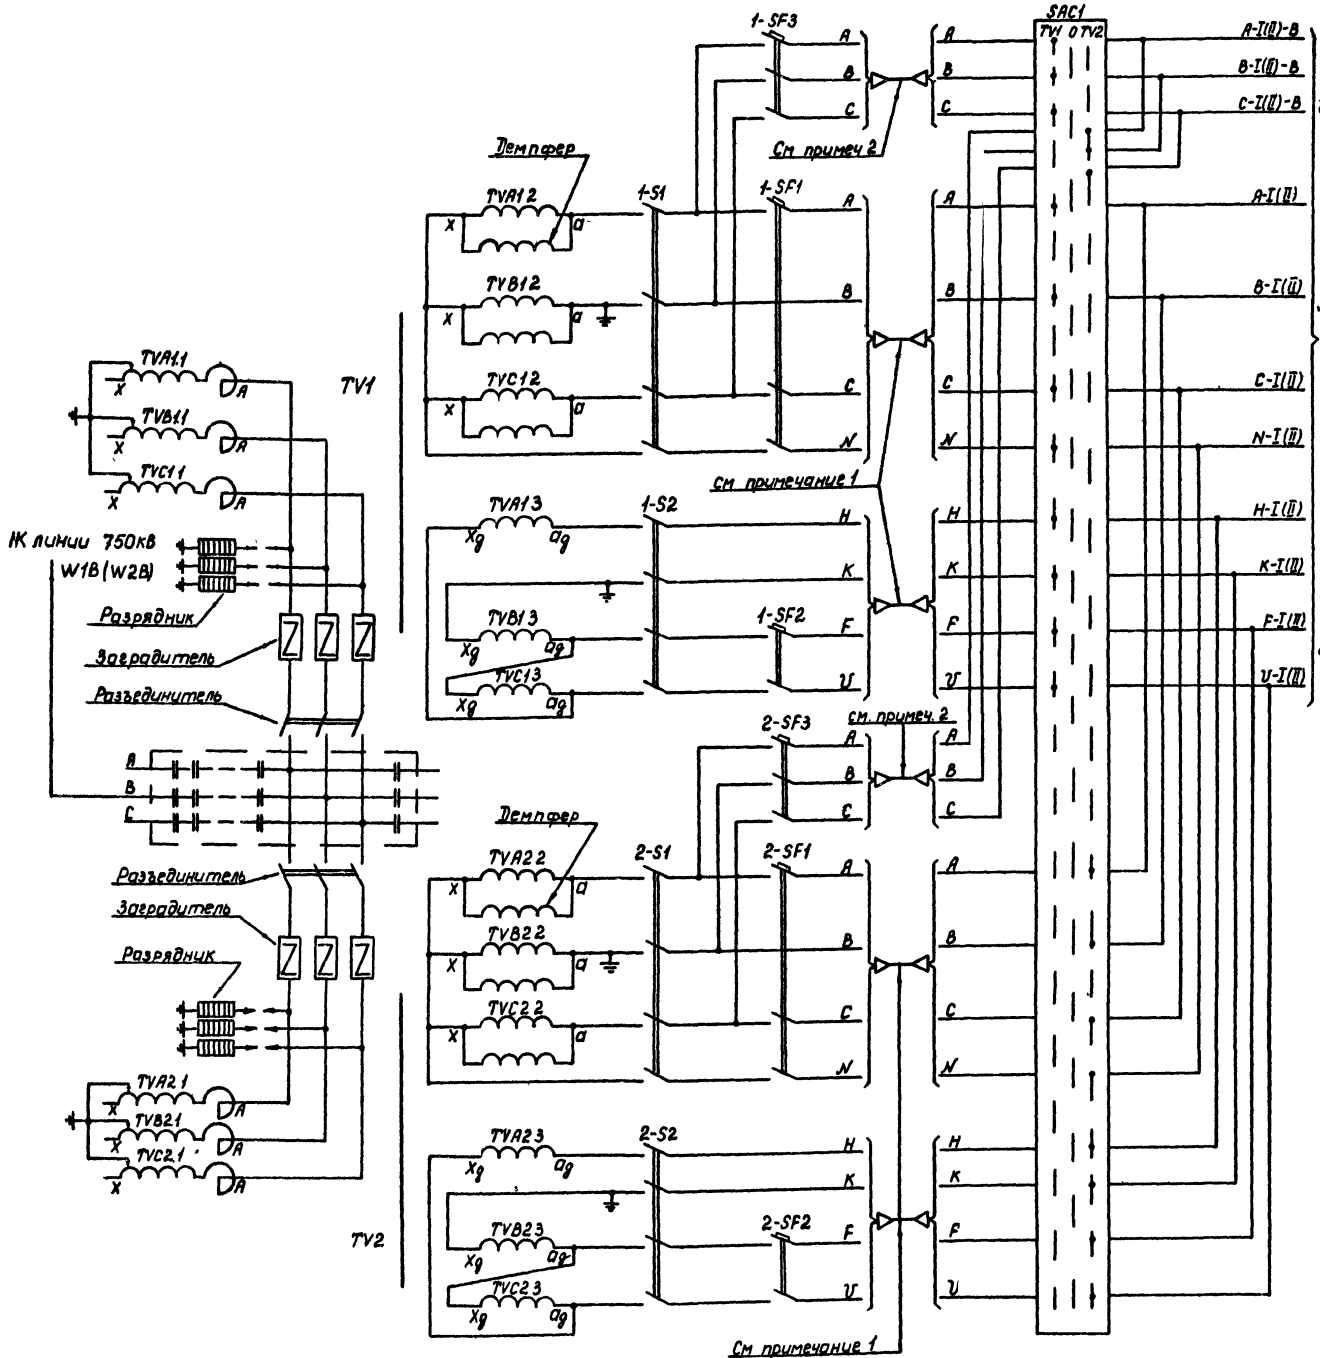 SAC1
TV1 O TV2
1-SF3
A
B
C
A
B
C
A-I(II)-B
B-I(II)-B
C-I(II)-B
См примеч 2
Демпфер
TVA1.2
x
a
1-S1
1-SF1
A
A
A-I(II)
TVB1.2
x
a
B
B
B-I(II)
TVC1.2
x
a
C
C
C-I(II)
N
N
N-I(II)
TV1
TVA1.1
x
A
TVB1.1
x
A
TVC1.1
x
A
см примечание 1
TVA1.3
xg
ag
1-S2
H
H
H-I(II)
K
K
K-I(II)
TVB1.3
xg
ag
1-SF2
F
F
F-I(II)
TVC1.3
xg
ag
U
U
U-I(II)
К линии 750кв
W1B (W2B)
Разрядник
Заградитель
Разъединитель
A
B
C
Разъединитель
Заградитель
Разрядник
см. примеч. 2
2-SF3
A
B
C
A
B
C
Демпфер
TVA2.2
x
a
2-S1
2-SF1
A
A
TVB2.2
x
a
B
B
TVC2.2
x
a
C
C
N
N
TVA2.1
x
A
TVB2.1
x
A
TVC2.1
x
A
TV2
TVA2.3
xg
ag
2-S2
H
H
K
K
TVB2.3
xg
ag
2-SF2
F
F
TVC2.3
xg
ag
U
U
См примечание 1